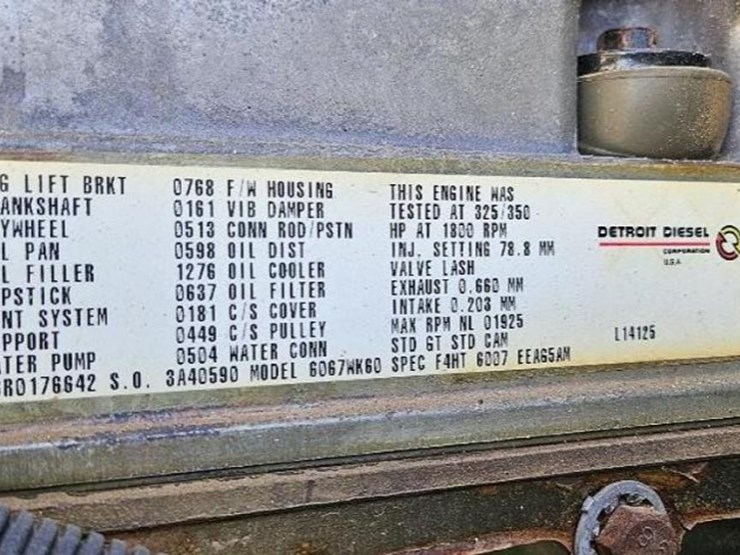 G LIFT BRKT 0768 F/W HOUSING THIS ENGINE WAS
ANKSHAFT 0161 VIB DAMPER TESTED AT 325/350
YWHEEL 0513 CONN ROD/PSTN HP AT 1800 RPM
L PAN 0598 OIL DIST INJ. SETTING 78.8 MM
L FILLER 1276 OIL COOLER VALVE LASH
PSTICK 0637 OIL FILTER EXHAUST 0.660 MM
NT SYSTEM 0181 C/S COVER INTAKE 0.203 MM
PPORT 0449 C/S PULLEY MAX RPM NL 01925
ATER PUMP 0504 WATER CONN STD GT STD CAM
6R0176642 S.O. 3A40590 MODEL 6067WK60 SPEC F4HT 6007 EEA65AM
DETROIT DIESEL
CORPORATION
U.S.A
L14125